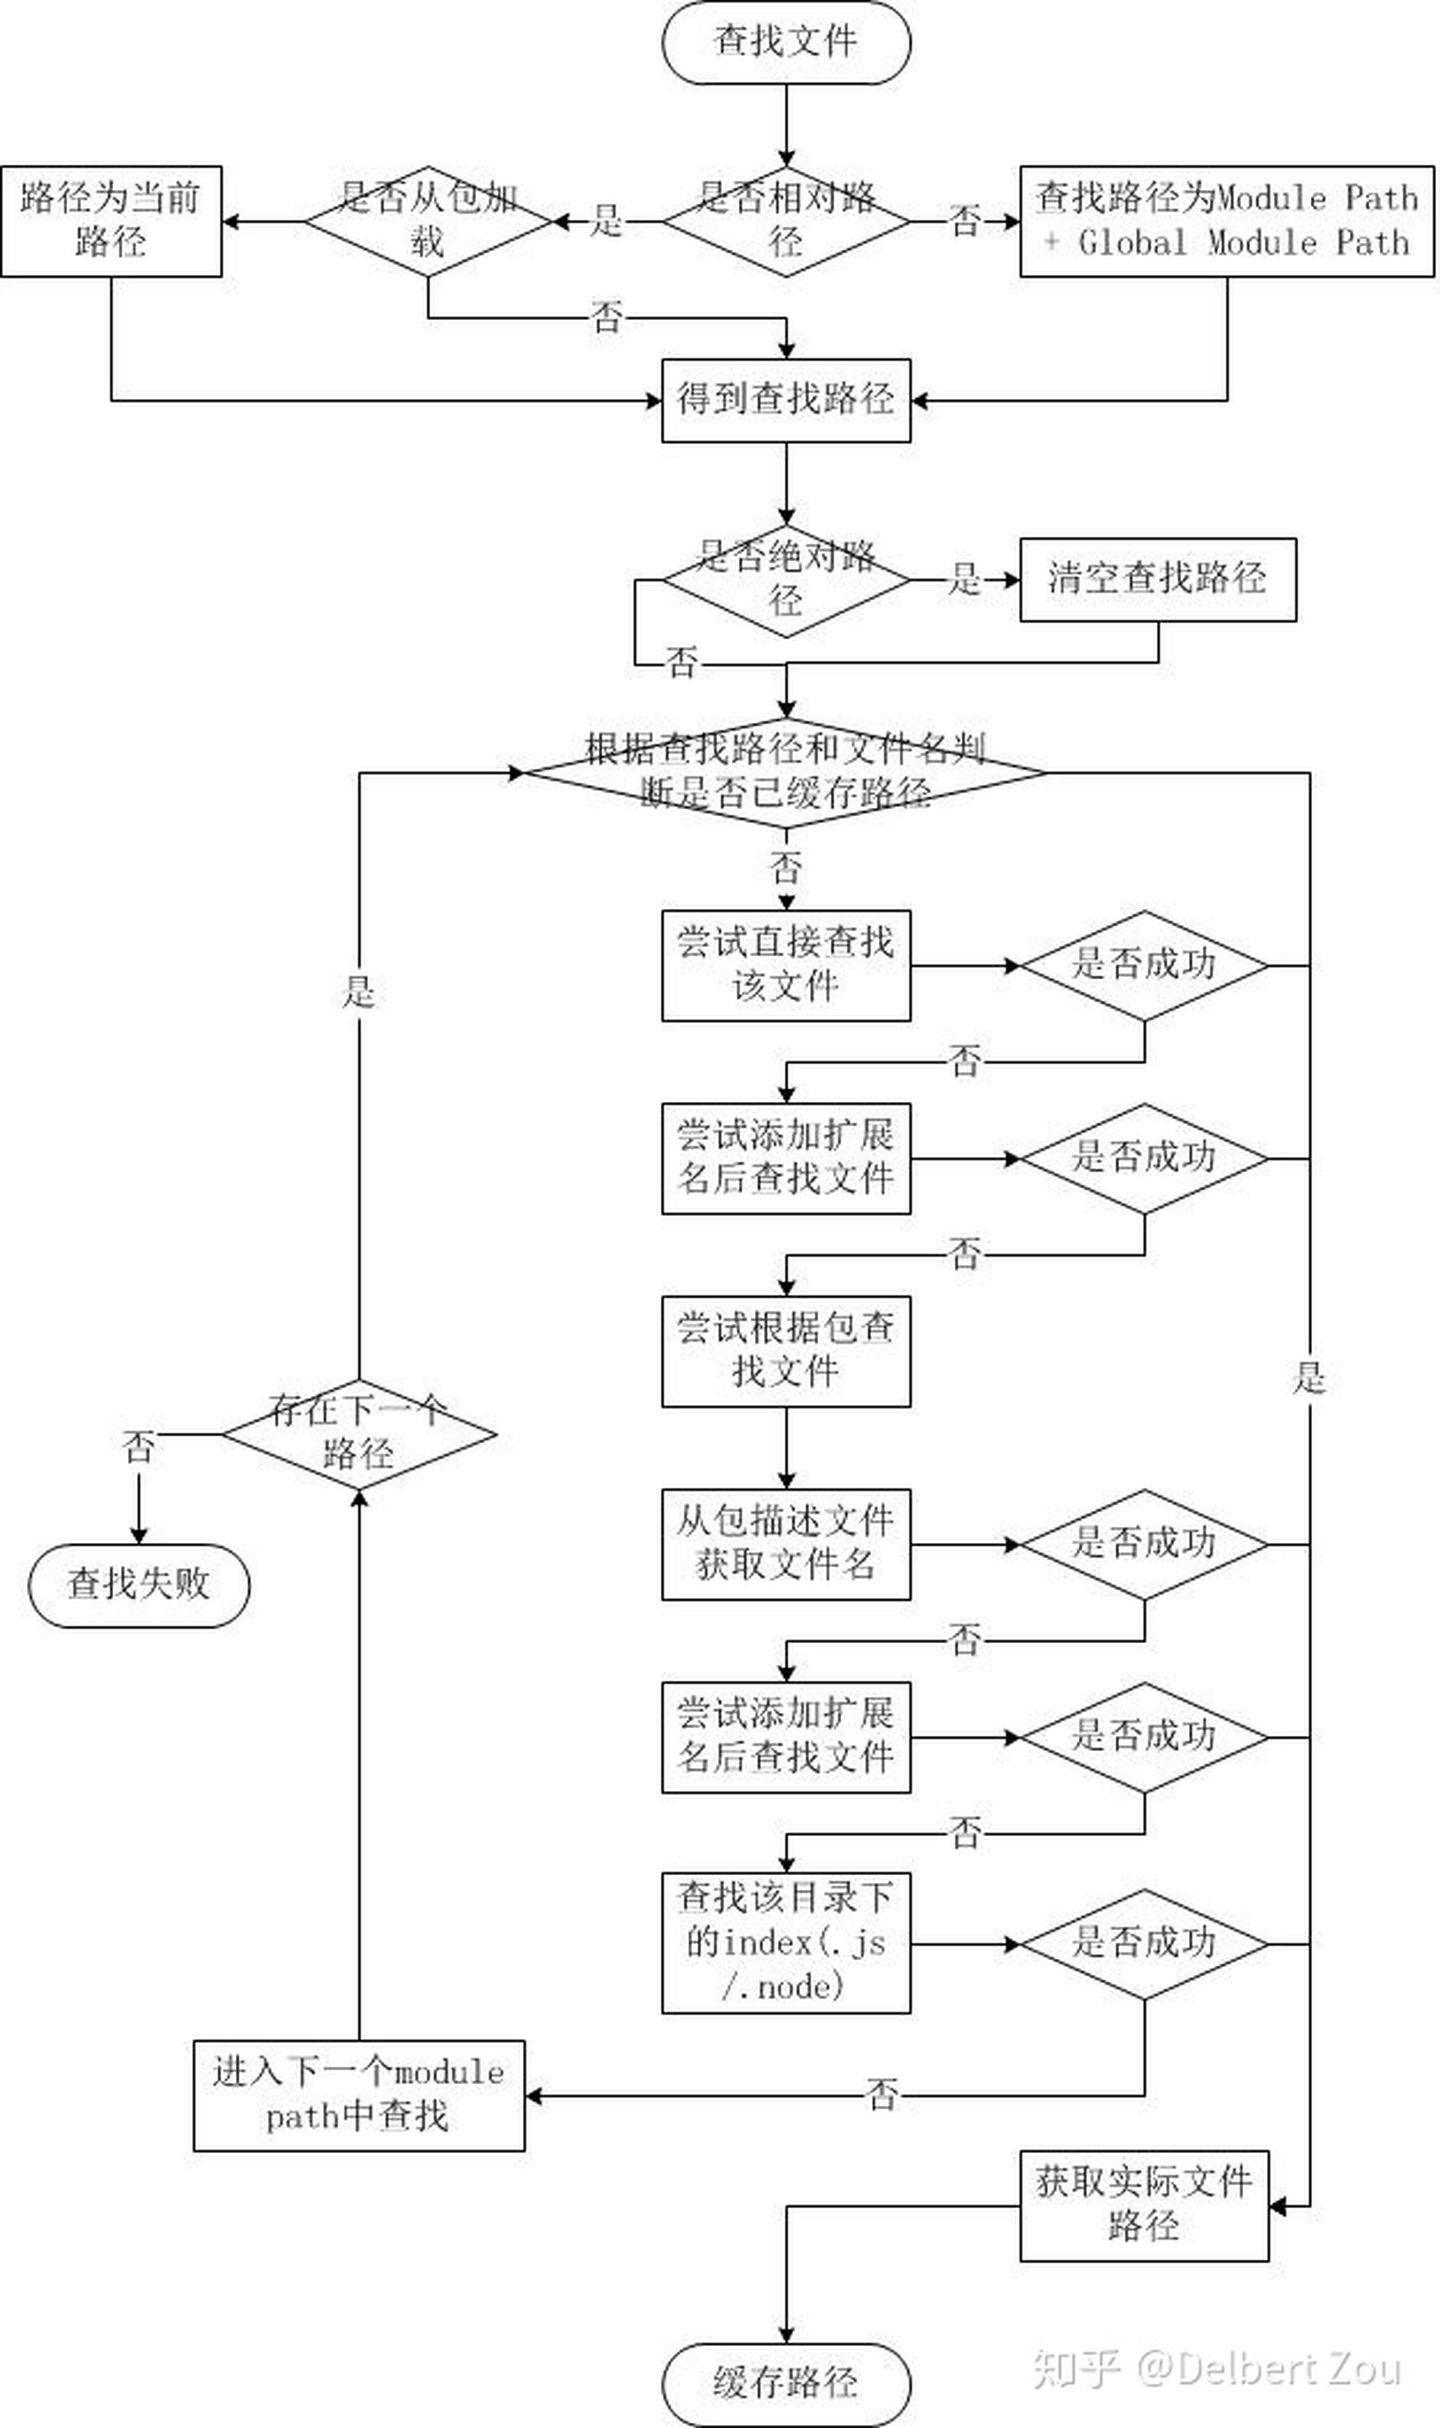 查找文件
路径为当前
路径
是否从包加
载
是
是否相对路
径
否
查找路径为Module Path
+ Global Module Path
否
得到查找路径
是否绝对路
径
是
清空查找路径
否
根据查找路径和文件名判
断是否已缓存路径
否
尝试直接查找
该文件
是否成功
是
否
尝试添加扩展
名后查找文件
是否成功
否
尝试根据包查
找文件
是
存在下一个
路径
否
查找失败
从包描述文件
获取文件名
是否成功
否
尝试添加扩展
名后查找文件
是否成功
否
查找该目录下
的index(.js
/.node)
是否成功
进入下一个module
path中查找
否
获取实际文件
路径
缓存路径
知乎 @Delbert Zou